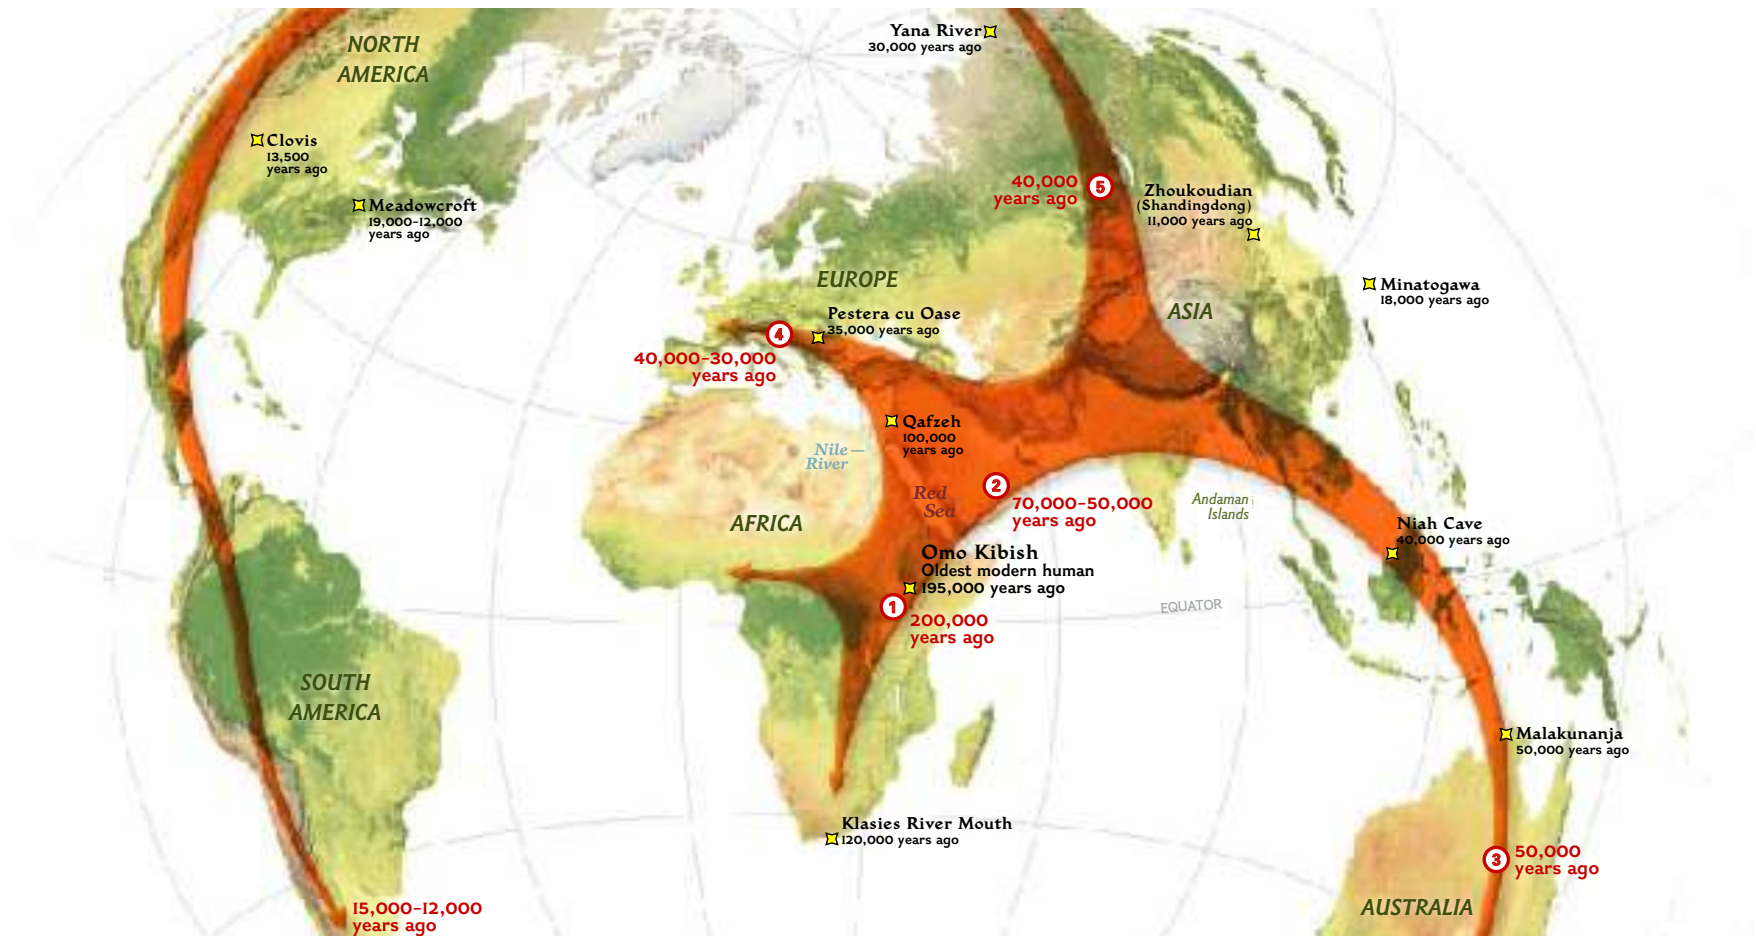 NORTH
AMERICA
Yana River
30,000 years ago
Clovis
13,500
years ago
Meadowcroft
19,000-12,000
years ago
40,000
years ago
5
Zhoukoudian
(Shandingdong)
11,000 years ago
EUROPE
Minatogawa
18,000 years ago
ASIA
Pestera cu Oase
35,000 years ago
4
40,000-30,000
years ago
Qafzeh
100,000
years ago
Nile
River
Red
Sea
2
70,000-50,000
years ago
Andaman
Islands
AFRICA
Niah Cave
40,000 years ago
Omo Kibish
Oldest modern human
195,000 years ago
1
200,000
years ago
EQUATOR
SOUTH
AMERICA
Malakunanja
50,000 years ago
Klasies River Mouth
120,000 years ago
3
50,000
years ago
15,000-12,000
years ago
AUSTRALIA